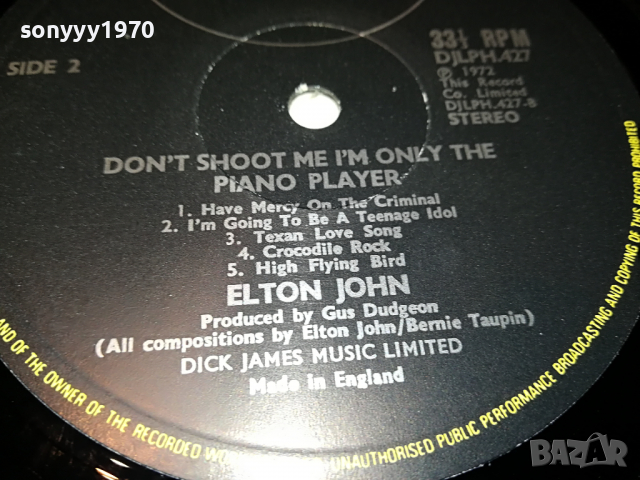 sonyyy1970
SIDE 2
33⅓ RPM
DJLPH.427
℗ 1972
This Record
Co. Limited
DJLPH.427-B
STEREO
DON'T SHOOT ME I'M ONLY THE
PIANO PLAYER
1. Have Mercy On The Criminal
2. I'm Going To Be A Teenage Idol
3. Texan Love Song
4. Crocodile Rock
5. High Flying Bird
ELTON JOHN
Produced by Gus Dudgeon
(All compositions by Elton John/Bernie Taupin)
DICK JAMES MUSIC LIMITED
Made in England
AND OF THE OWNER OF THE RECORDED UNAUTHORISED PUBLIC PERFORMANCE BROADCASTING AND COPYING OF THIS RECORD PROHIBITED
BAZAR